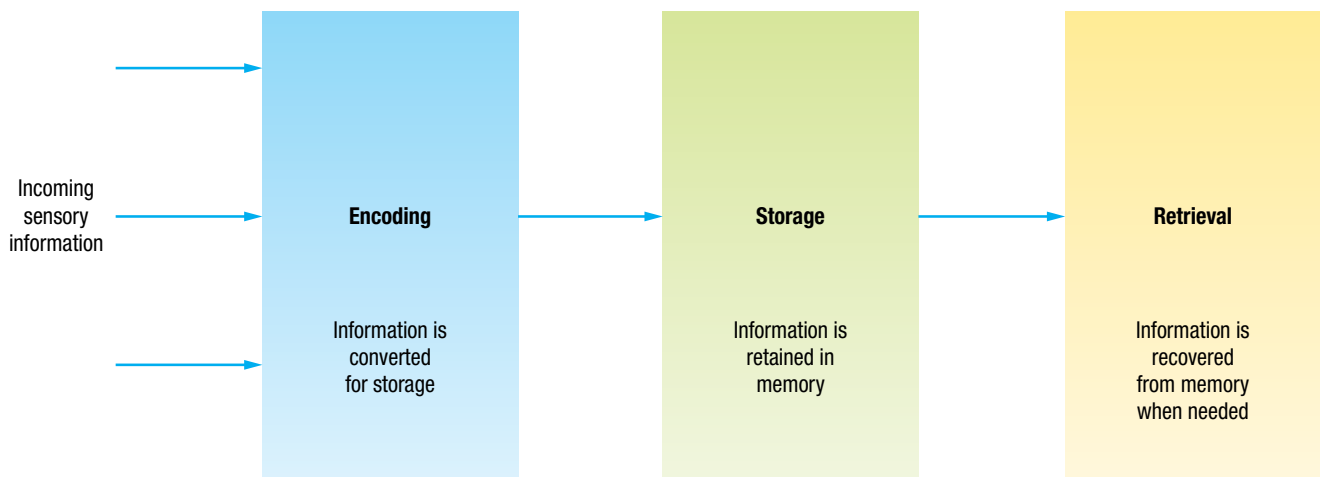 Incoming
sensory
information
Encoding
Information is
converted
for storage
Storage
Information is
retained in
memory
Retrieval
Information is
recovered
from memory
when needed